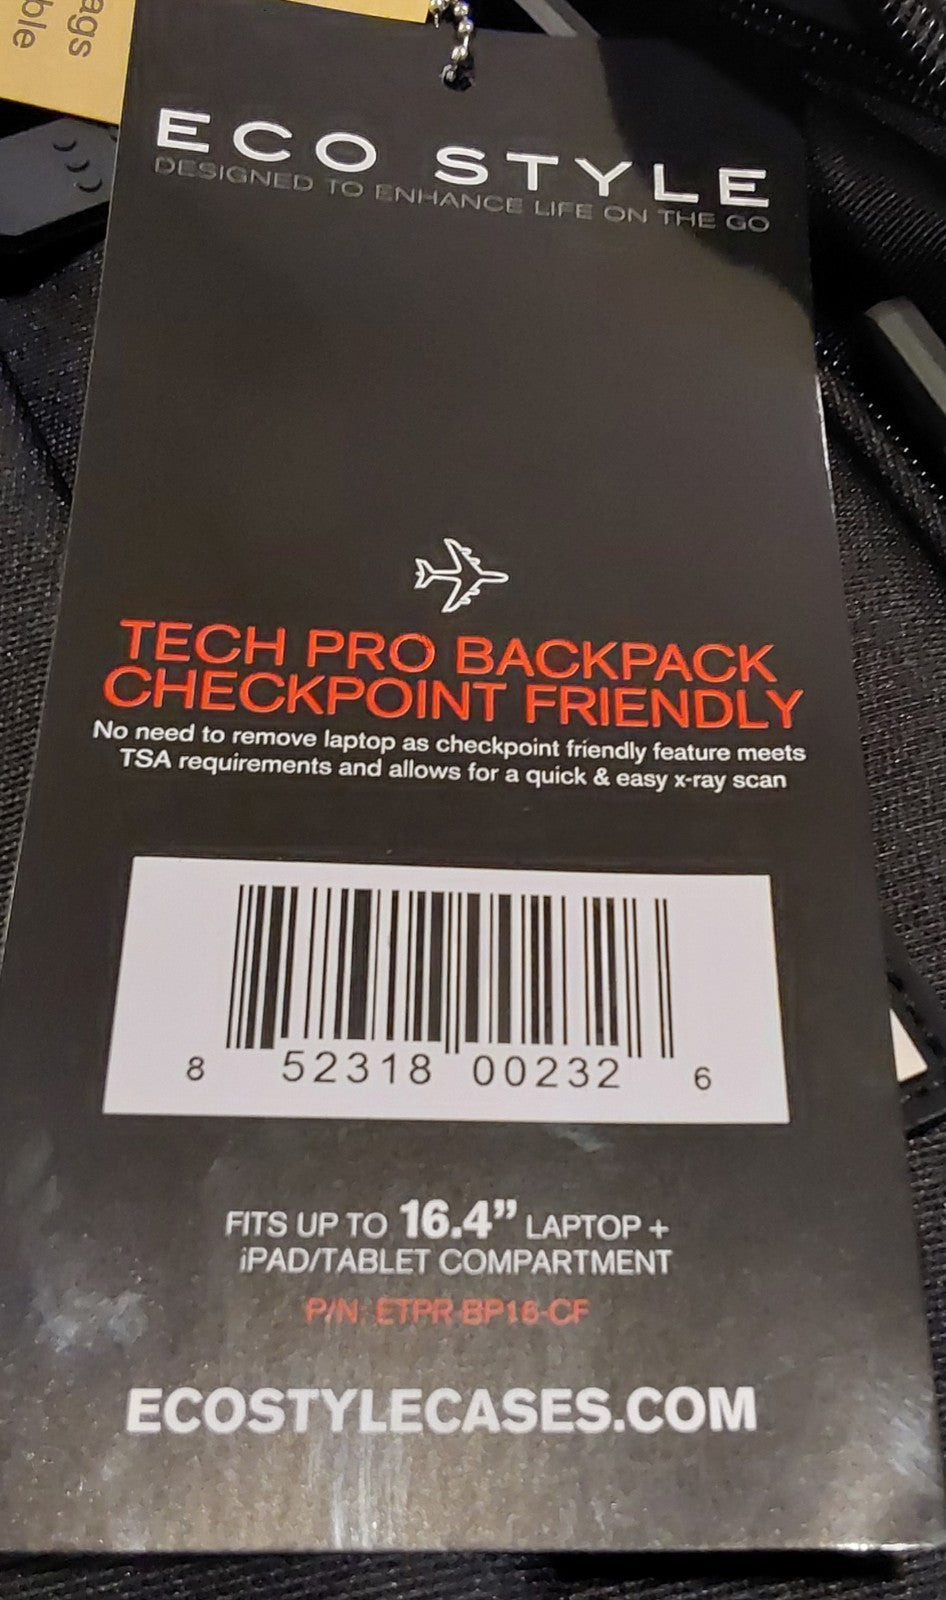 ags
ble
ECO STYLE
DESIGNED TO ENHANCE LIFE ON THE GO
TECH PRO BACKPACK
CHECKPOINT FRIENDLY
No need to remove laptop as checkpoint friendly feature meets
TSA requirements and allows for a quick & easy x-ray scan
8 52318 00232 6
FITS UP TO 16.4” LAPTOP +
iPAD/TABLET COMPARTMENT
P/N: ETPR-BP16-CF
ECOSTYLECASES.COM